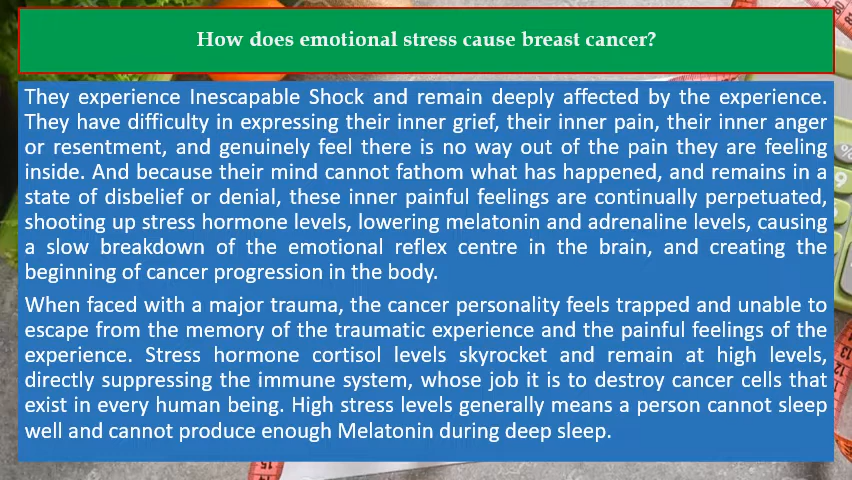 How does emotional stress cause breast cancer?
They experience Inescapable Shock and remain deeply affected by the experience.
They have difficulty in expressing their inner grief, their inner pain, their inner anger
or resentment, and genuinely feel there is no way out of the pain they are feeling
inside. And because their mind cannot fathom what has happened, and remains in a
state of disbelief or denial, these inner painful feelings are continually perpetuated,
shooting up stress hormone levels, lowering melatonin and adrenaline levels, causing
a slow breakdown of the emotional reflex centre in the brain, and creating the
beginning of cancer progression in the body.
When faced with a major trauma, the cancer personality feels trapped and unable to
escape from the memory of the traumatic experience and the painful feelings of the
experience. Stress hormone cortisol levels skyrocket and remain at high levels,
directly suppressing the immune system, whose job it is to destroy cancer cells that
exist in every human being. High stress levels generally means a person cannot sleep
well and cannot produce enough Melatonin during deep sleep.